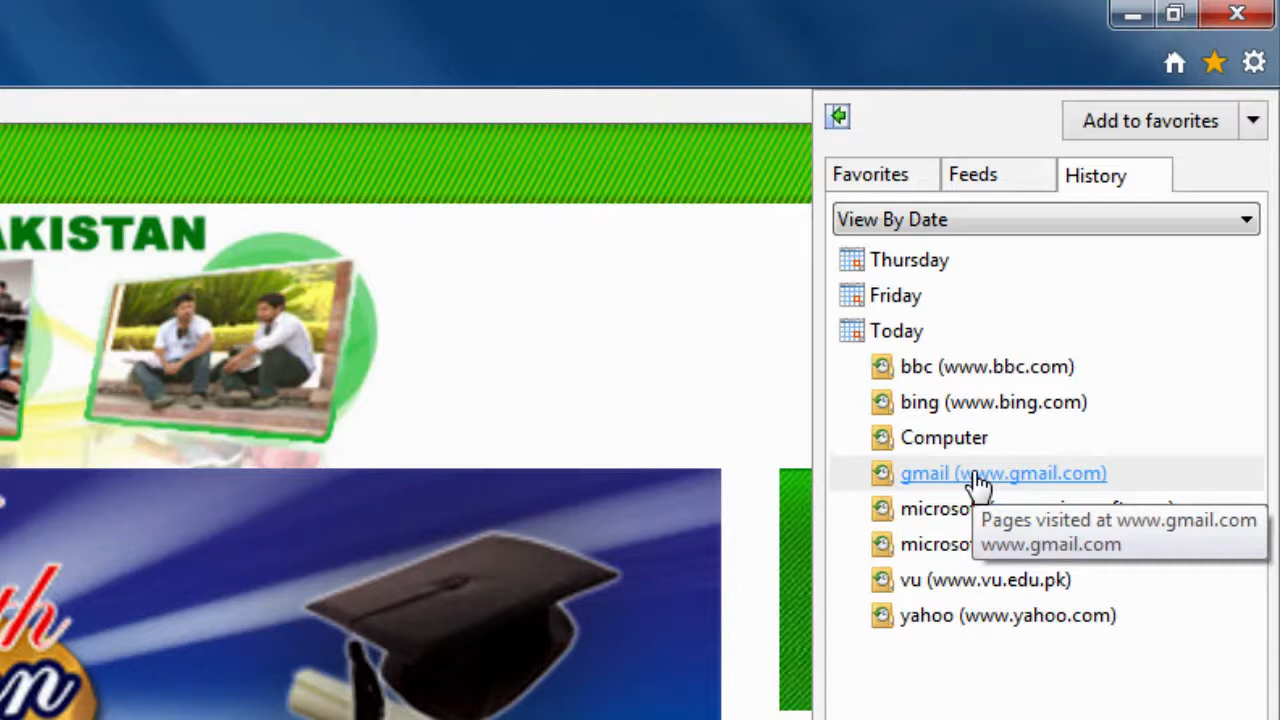 Add to favorites
AKISTAN
Favorites
Feeds
History
View By Date
Thursday
Friday
Today
bbc (www.bbc.com)
bing (www.bing.com)
Computer
gmail (www.gmail.com)
Pages visited at www.gmail.com
www.gmail.com
vu (www.vu.edu.pk)
yahoo (www.yahoo.com)
th
on